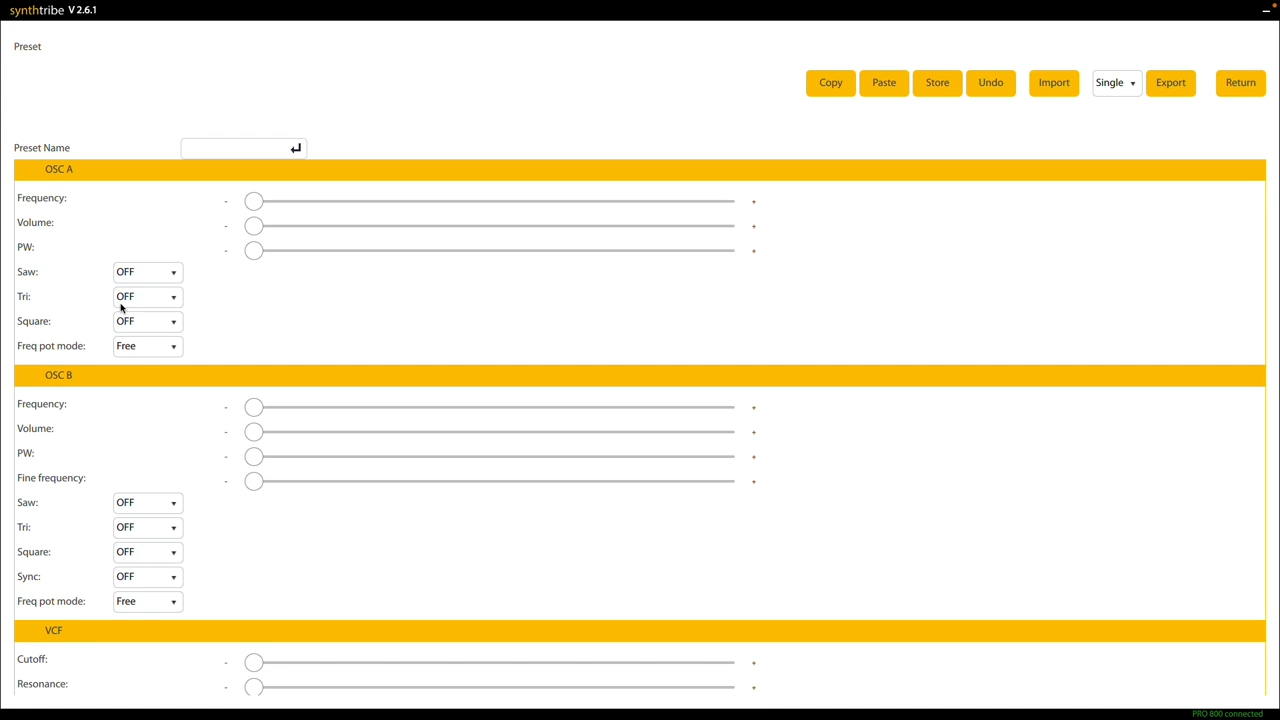 synthtribe V 2.6.1
Preset
Copy Paste Store Undo Import Single Export Return
Preset Name
OSC A
Frequency: - +
Volume: - +
PW: - +
Saw: OFF
Tri: OFF
Square: OFF
Freq pot mode: Free
OSC B
Frequency: - +
Volume: - +
PW: - +
Fine frequency: - +
Saw: OFF
Tri: OFF
Square: OFF
Sync: OFF
Freq pot mode: Free
VCF
Cutoff: - +
Resonance: - +
PRO 800 connected